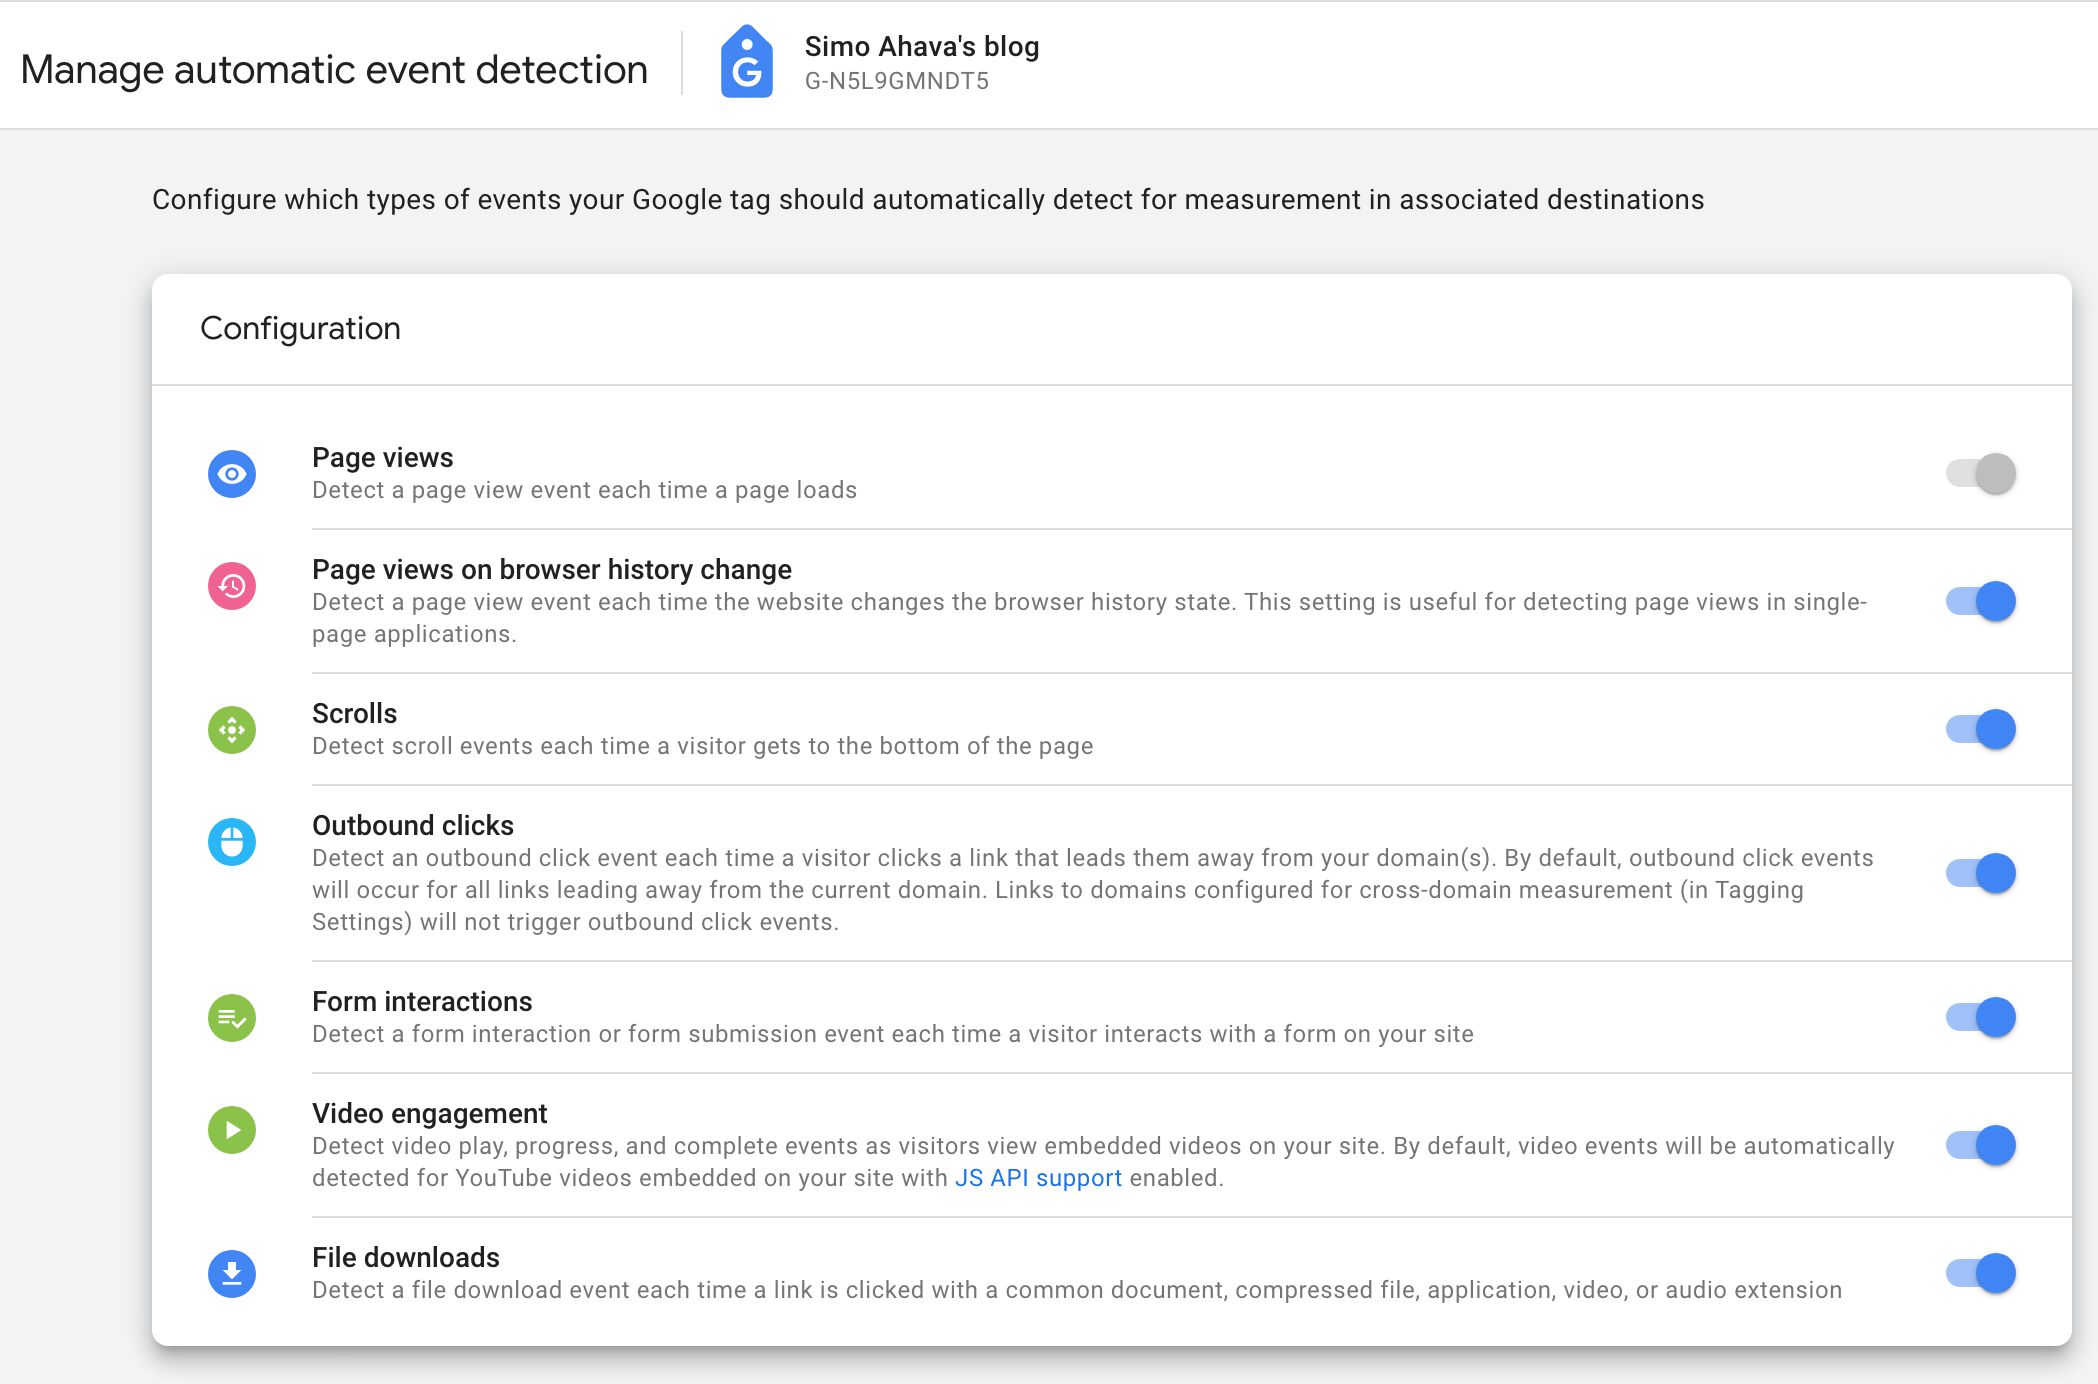 Manage automatic event detection
Simo Ahava's blog
G-N5L9GMNDT5
Configure which types of events your Google tag should automatically detect for measurement in associated destinations
Configuration
Page views
Detect a page view event each time a page loads
Page views on browser history change
Detect a page view event each time the website changes the browser history state. This setting is useful for detecting page views in single-
page applications.
Scrolls
Detect scroll events each time a visitor gets to the bottom of the page
Outbound clicks
Detect an outbound click event each time a visitor clicks a link that leads them away from your domain(s). By default, outbound click events
will occur for all links leading away from the current domain. Links to domains configured for cross-domain measurement (in Tagging
Settings) will not trigger outbound click events.
Form interactions
Detect a form interaction or form submission event each time a visitor interacts with a form on your site
Video engagement
Detect video play, progress, and complete events as visitors view embedded videos on your site. By default, video events will be automatically
detected for YouTube videos embedded on your site with JS API support enabled.
File downloads
Detect a file download event each time a link is clicked with a common document, compressed file, application, video, or audio extension